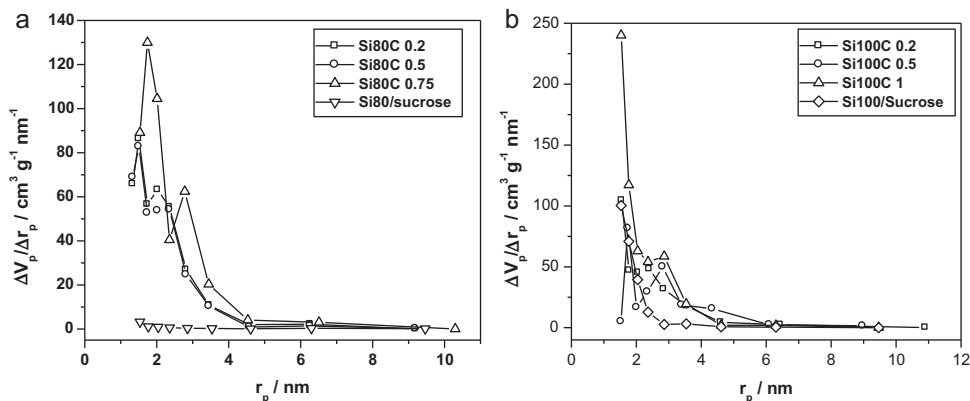 a
140
120
100
80
60
40
20
0
ΔVp/Δrp / cm³ g⁻¹ nm⁻¹
Si80C 0.2
Si80C 0.5
Si80C 0.75
Si80/sucrose
0 2 4 6 8 10
rp / nm
b
250
200
150
100
50
0
ΔVp/Δrp / cm³ g⁻¹ nm⁻¹
Si100C 0.2
Si100C 0.5
Si100C 1
Si100/Sucrose
0 2 4 6 8 10 12
rp / nm